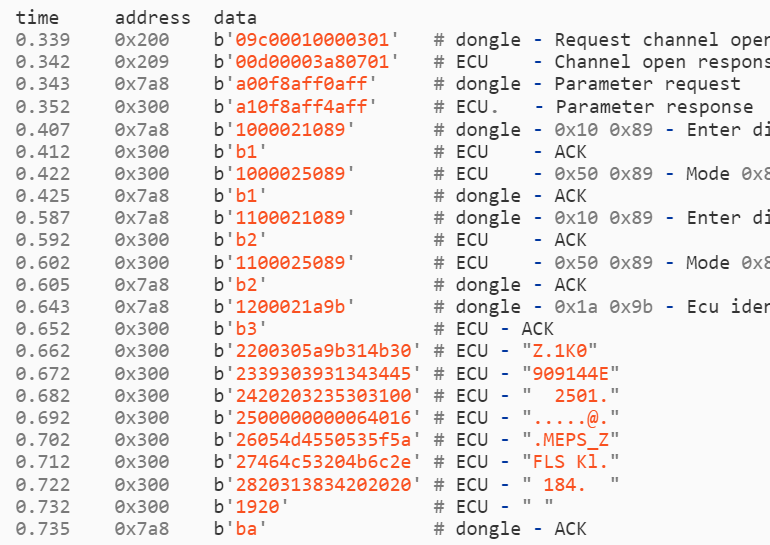 time address data
0.339 0x200 b'09c00010000301' # dongle - Request channel open
0.342 0x209 b'00d00003a80701' # ECU - Channel open respons
0.343 0x7a8 b'a00f8aff0aff' # dongle - Parameter request
0.352 0x300 b'a10f8aff4aff' # ECU. - Parameter response
0.407 0x7a8 b'1000021089' # dongle - 0x10 0x89 - Enter di
0.412 0x300 b'b1' # ECU - ACK
0.422 0x300 b'1000025089' # ECU - 0x50 0x89 - Mode 0x8
0.425 0x7a8 b'b1' # dongle - ACK
0.587 0x7a8 b'1100021089' # dongle - 0x10 0x89 - Enter di
0.592 0x300 b'b2' # ECU - ACK
0.602 0x300 b'1100025089' # ECU - 0x50 0x89 - Mode 0x8
0.605 0x7a8 b'b2' # dongle - ACK
0.643 0x7a8 b'1200021a9b' # dongle - 0x1a 0x9b - Ecu iden
0.652 0x300 b'b3' # ECU - ACK
0.662 0x300 b'2200305a9b314b30' # ECU - "Z.1K0"
0.672 0x300 b'2339303931343445' # ECU - "909144E"
0.682 0x300 b'2420203235303100' # ECU - "  2501."
0.692 0x300 b'2500000000064016' # ECU - ".....@."
0.702 0x300 b'26054d4550535f5a' # ECU - ".MEPS_Z"
0.712 0x300 b'27464c53204b6c2e' # ECU - "FLS Kl."
0.722 0x300 b'2820313834202020' # ECU - " 184.  "
0.732 0x300 b'1920' # ECU - " "
0.735 0x7a8 b'ba' # dongle - ACK